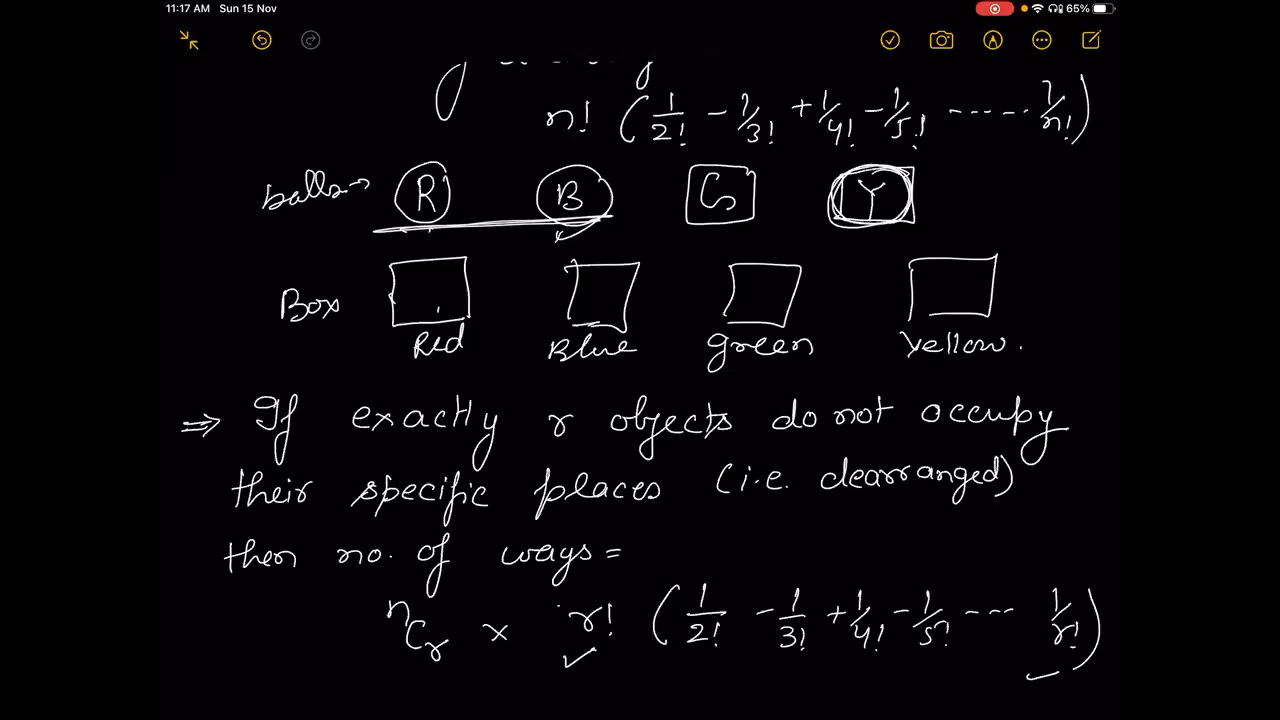 11:17 AM Sun 15 Nov 65%
n! (1/2! - 1/3! + 1/4! - 1/5! ------ 1/n!)
balls→ R B G Y
Box
Red Blue green Yellow.
⇒ If exactly r objects do not occupy
their specific places (i.e. dearranged)
then no. of ways =
ⁿCᵣ × r! (1/2! - 1/3! + 1/4! - 1/5! --- 1/r!)